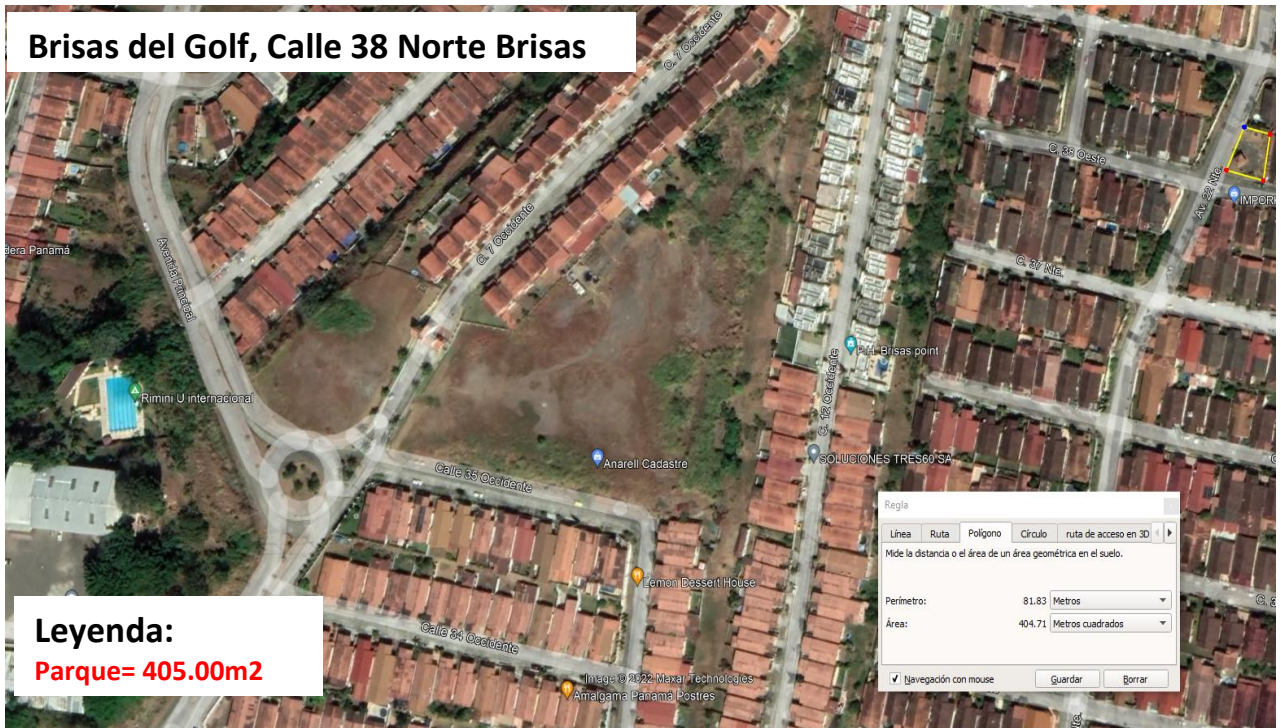 Brisas del Golf, Calle 38 Norte Brisas
C. 7 Occidente
C. 38 Oeste
Av. 22 Nte.
dera Panamá
Avenida Principal
C. 7 Occidente
C. 37 Nte.
P.H. Brisas point
Rimini U internacional
C. 12 Occidente
Anarell Cadastre
SOLUCIONES TRES60 SA
Calle 35 Occidente
Lemon Dessert House
Calle 34 Occidente
Image © 2022 Maxar Technologies
Amalgama Panamá Postres
Regla
Línea Ruta Polígono Círculo ruta de acceso en 3D
Mide la distancia o el área de un área geométrica en el suelo.
Perímetro: 81.83 Metros
Área: 404.71 Metros cuadrados
Navegación con mouse Guardar Borrar
Leyenda:
Parque= 405.00m2